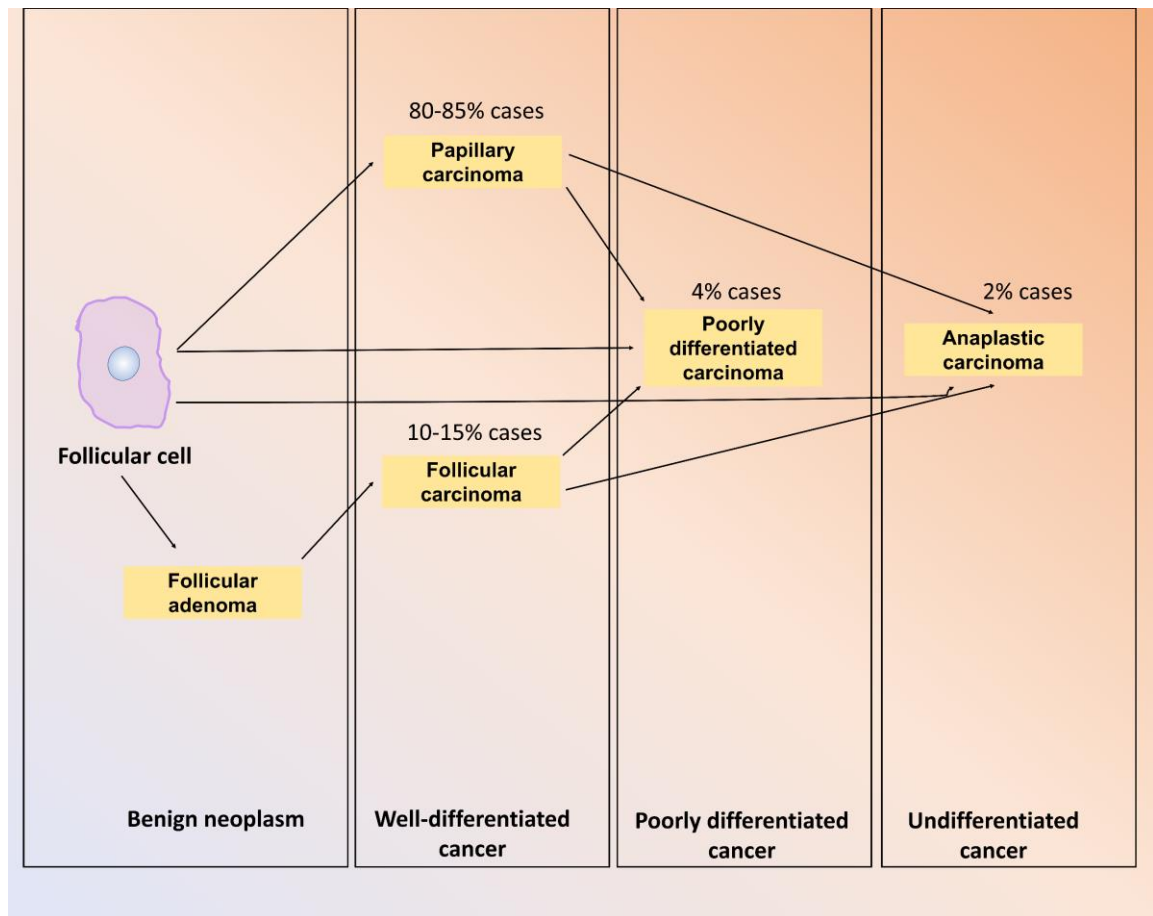 80-85% cases
Papillary
carcinoma
4% cases
Poorly
differentiated
carcinoma
2% cases
Anaplastic
carcinoma
Follicular cell
10-15% cases
Follicular
carcinoma
Follicular
adenoma
Benign neoplasm
Well-differentiated
cancer
Poorly differentiated
cancer
Undifferentiated
cancer